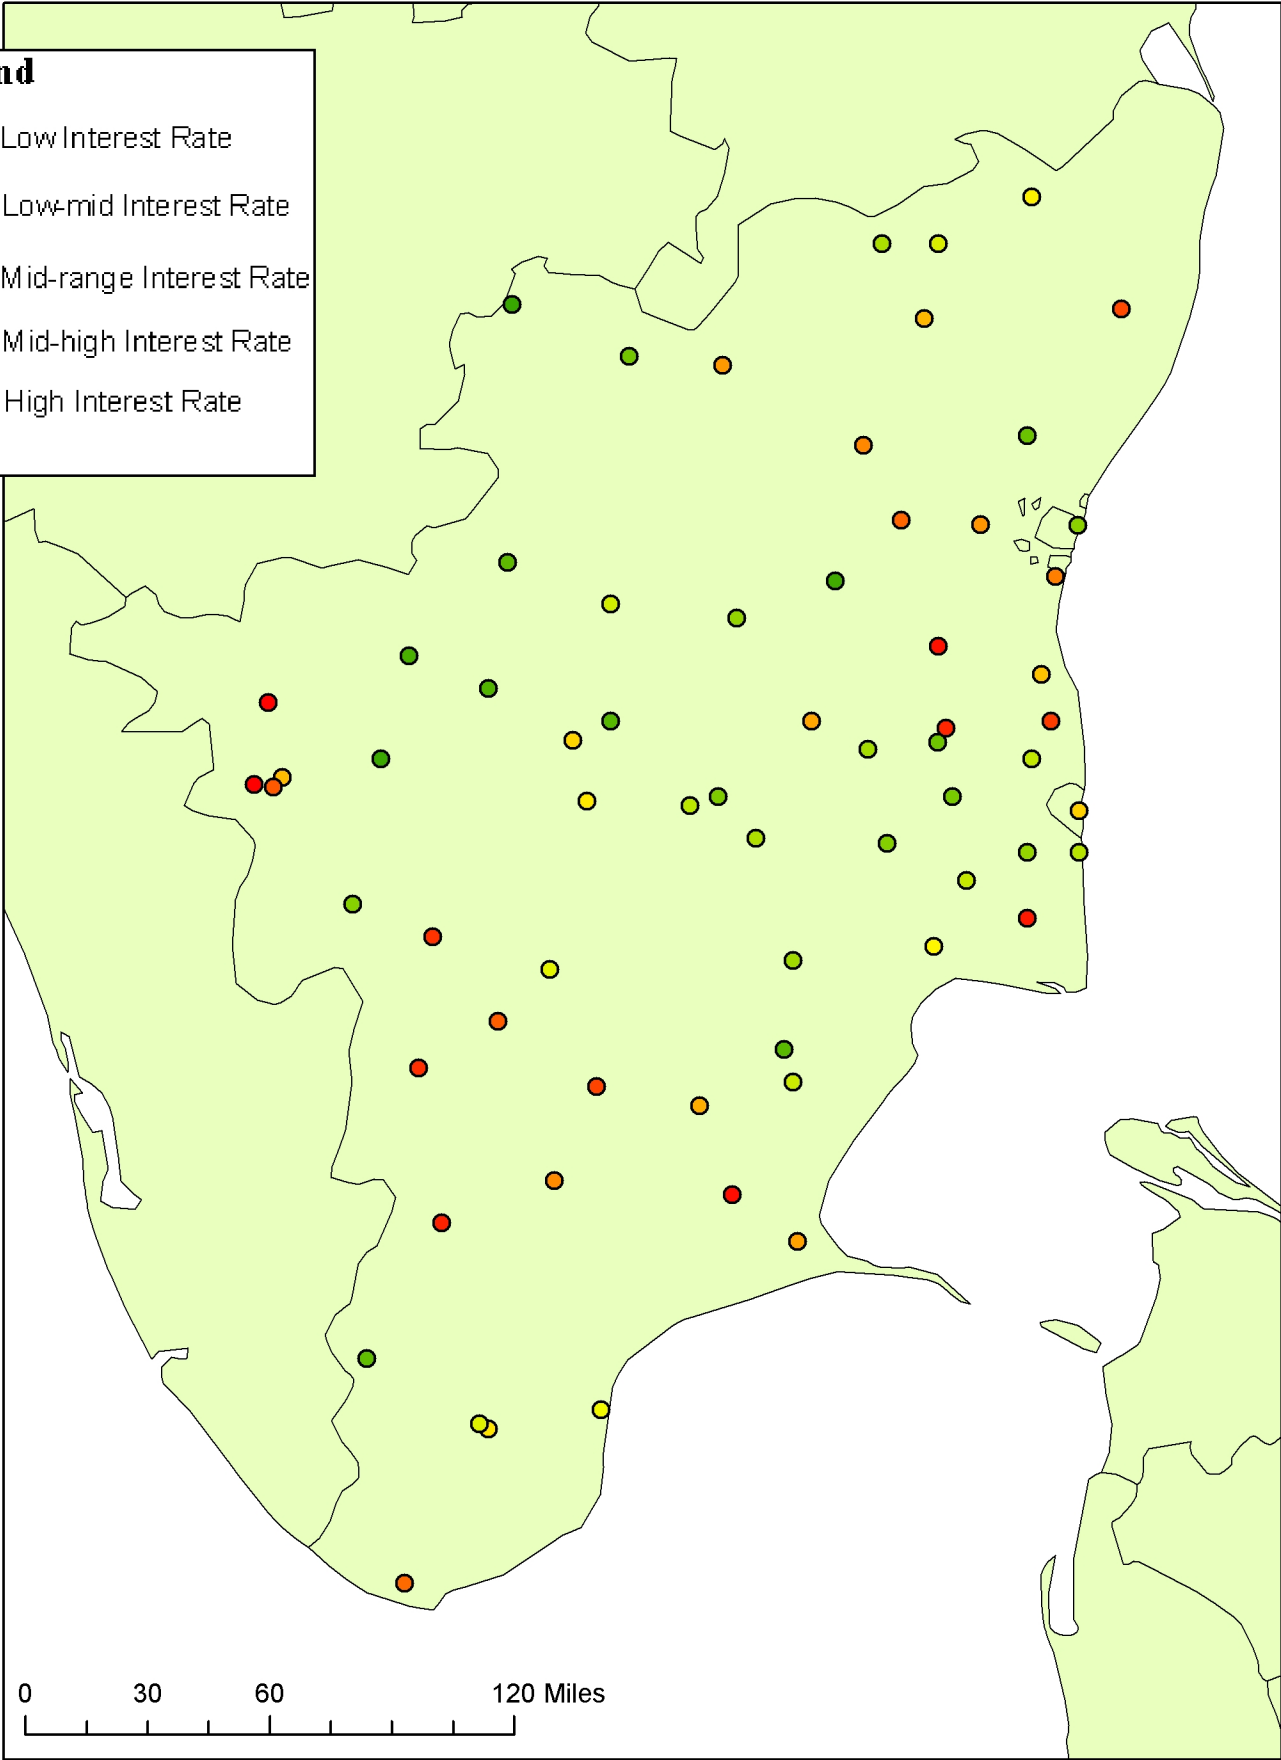 nd
Low Interest Rate
Low-mid Interest Rate
Mid-range Interest Rate
Mid-high Interest Rate
High Interest Rate
0 30 60 120 Miles